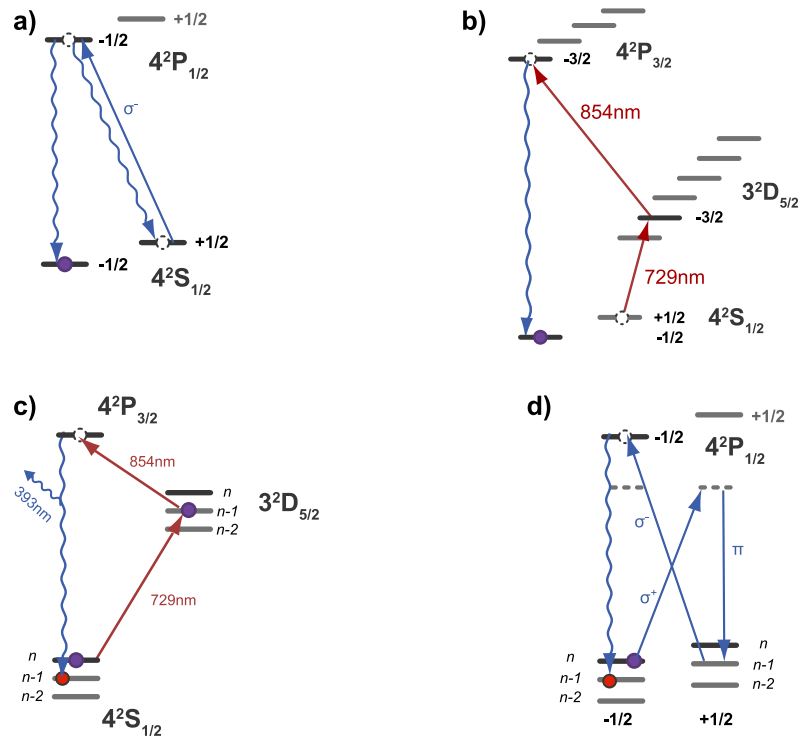 a)
+1/2
-1/2
4²P₁/₂
σ⁻
+1/2
-1/2
4²S₁/₂
b)
-3/2
4²P₃/₂
854nm
3²D₅/₂
-3/2
729nm
+1/2
-1/2
4²S₁/₂
c)
4²P₃/₂
854nm
393nm
n
n-1
n-2
3²D₅/₂
729nm
n
n-1
n-2
4²S₁/₂
d)
+1/2
-1/2
4²P₁/₂
σ⁻
π
σ⁺
n
n-1
n-2
n
n-1
n-2
-1/2
+1/2